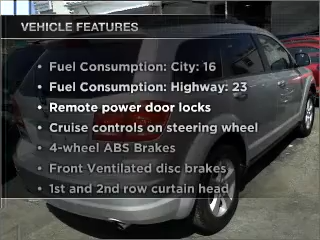 VEHICLE FEATURES
• Fuel Consumption: City: 16
• Fuel Consumption: Highway: 23
• Remote power door locks
• Cruise controls on steering wheel
• 4-wheel ABS Brakes
• Front Ventilated disc brakes
• 1st and 2nd row curtain head